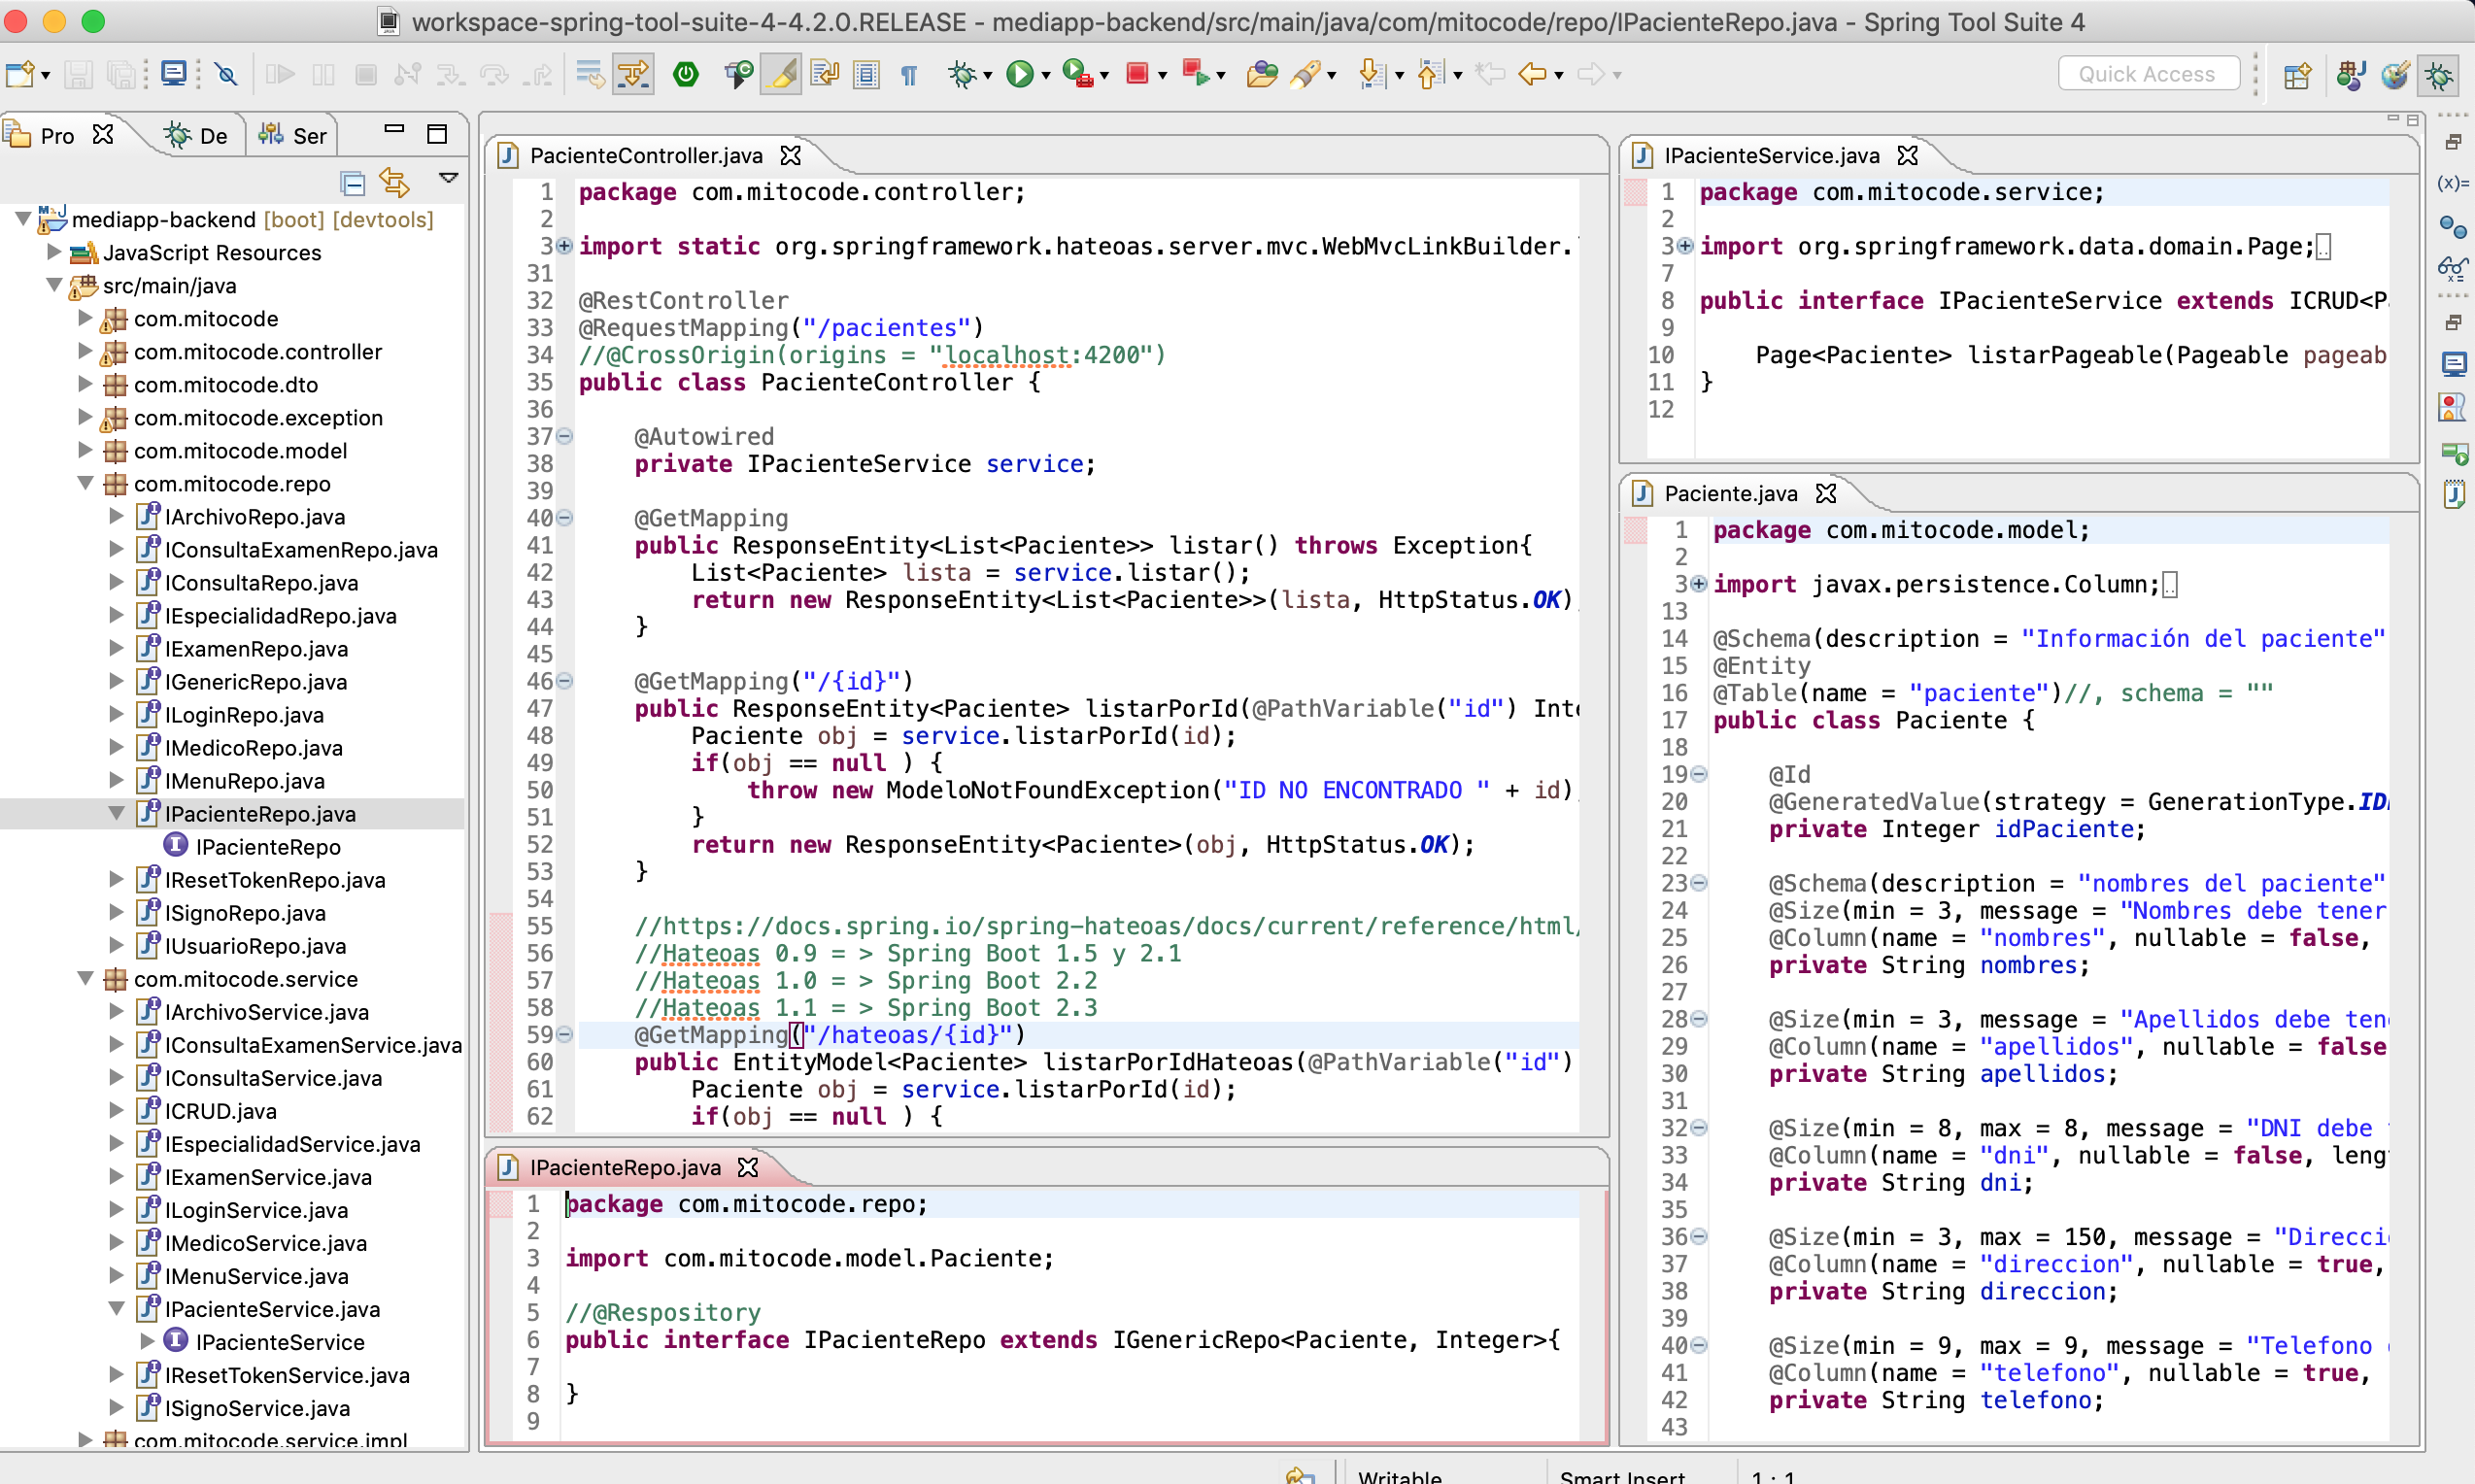 workspace-spring-tool-suite-4-4.2.0.RELEASE - mediapp-backend/src/main/java/com/mitocode/repo/IPacienteRepo.java - Spring Tool Suite 4
Quick Access
Pro
De
Ser
mediapp-backend [boot] [devtools]
JavaScript Resources
src/main/java
com.mitocode
com.mitocode.controller
com.mitocode.dto
com.mitocode.exception
com.mitocode.model
com.mitocode.repo
IArchivoRepo.java
IConsultaExamenRepo.java
IConsultaRepo.java
IEspecialidadRepo.java
IExamenRepo.java
IGenericRepo.java
ILoginRepo.java
IMedicoRepo.java
IMenuRepo.java
IPacienteRepo.java
IPacienteRepo
IResetTokenRepo.java
ISignoRepo.java
IUsuarioRepo.java
com.mitocode.service
IArchivoService.java
IConsultaExamenService.java
IConsultaService.java
ICRUD.java
IEspecialidadService.java
IExamenService.java
ILoginService.java
IMedicoService.java
IMenuService.java
IPacienteService.java
IPacienteService
IResetTokenService.java
ISignoService.java
com.mitocode.service.impl
PacienteController.java
1 package com.mitocode.controller;
2
3 import static org.springframework.hateoas.server.mvc.WebMvcLinkBuilder.
31
32 @RestController
33 @RequestMapping("/pacientes")
34 //@CrossOrigin(origins = "localhost:4200")
35 public class PacienteController {
36
37 @Autowired
38 private IPacienteService service;
39
40 @GetMapping
41 public ResponseEntity<List<Paciente>> listar() throws Exception{
42 List<Paciente> lista = service.listar();
43 return new ResponseEntity<List<Paciente>>(lista, HttpStatus.OK)
44 }
45
46 @GetMapping("/{id}")
47 public ResponseEntity<Paciente> listarPorId(@PathVariable("id") Inte
48 Paciente obj = service.listarPorId(id);
49 if(obj == null ) {
50 throw new ModeloNotFoundException("ID NO ENCONTRADO " + id)
51 }
52 return new ResponseEntity<Paciente>(obj, HttpStatus.OK);
53 }
54
55 //https://docs.spring.io/spring-hateoas/docs/current/reference/html/
56 //Hateoas 0.9 = > Spring Boot 1.5 y 2.1
57 //Hateoas 1.0 = > Spring Boot 2.2
58 //Hateoas 1.1 = > Spring Boot 2.3
59 @GetMapping("/hateoas/{id}")
60 public EntityModel<Paciente> listarPorIdHateoas(@PathVariable("id")
61 Paciente obj = service.listarPorId(id);
62 if(obj == null ) {
IPacienteRepo.java
1 package com.mitocode.repo;
2
3 import com.mitocode.model.Paciente;
4
5 //@Respository
6 public interface IPacienteRepo extends IGenericRepo<Paciente, Integer>{
7
8 }
9
IPacienteService.java
1 package com.mitocode.service;
2
3 import org.springframework.data.domain.Page;
7
8 public interface IPacienteService extends ICRUD<P
9
10 Page<Paciente> listarPageable(Pageable pageab
11 }
12
Paciente.java
1 package com.mitocode.model;
2
3 import javax.persistence.Column;
13
14 @Schema(description = "Información del paciente"
15 @Entity
16 @Table(name = "paciente")//, schema = ""
17 public class Paciente {
18
19 @Id
20 @GeneratedValue(strategy = GenerationType.ID
21 private Integer idPaciente;
22
23 @Schema(description = "nombres del paciente"
24 @Size(min = 3, message = "Nombres debe tener
25 @Column(name = "nombres", nullable = false,
26 private String nombres;
27
28 @Size(min = 3, message = "Apellidos debe ten
29 @Column(name = "apellidos", nullable = false
30 private String apellidos;
31
32 @Size(min = 8, max = 8, message = "DNI debe
33 @Column(name = "dni", nullable = false, leng
34 private String dni;
35
36 @Size(min = 3, max = 150, message = "Direcci
37 @Column(name = "direccion", nullable = true,
38 private String direccion;
39
40 @Size(min = 9, max = 9, message = "Telefono
41 @Column(name = "telefono", nullable = true,
42 private String telefono;
43
Writable
Smart Insert
1 : 1